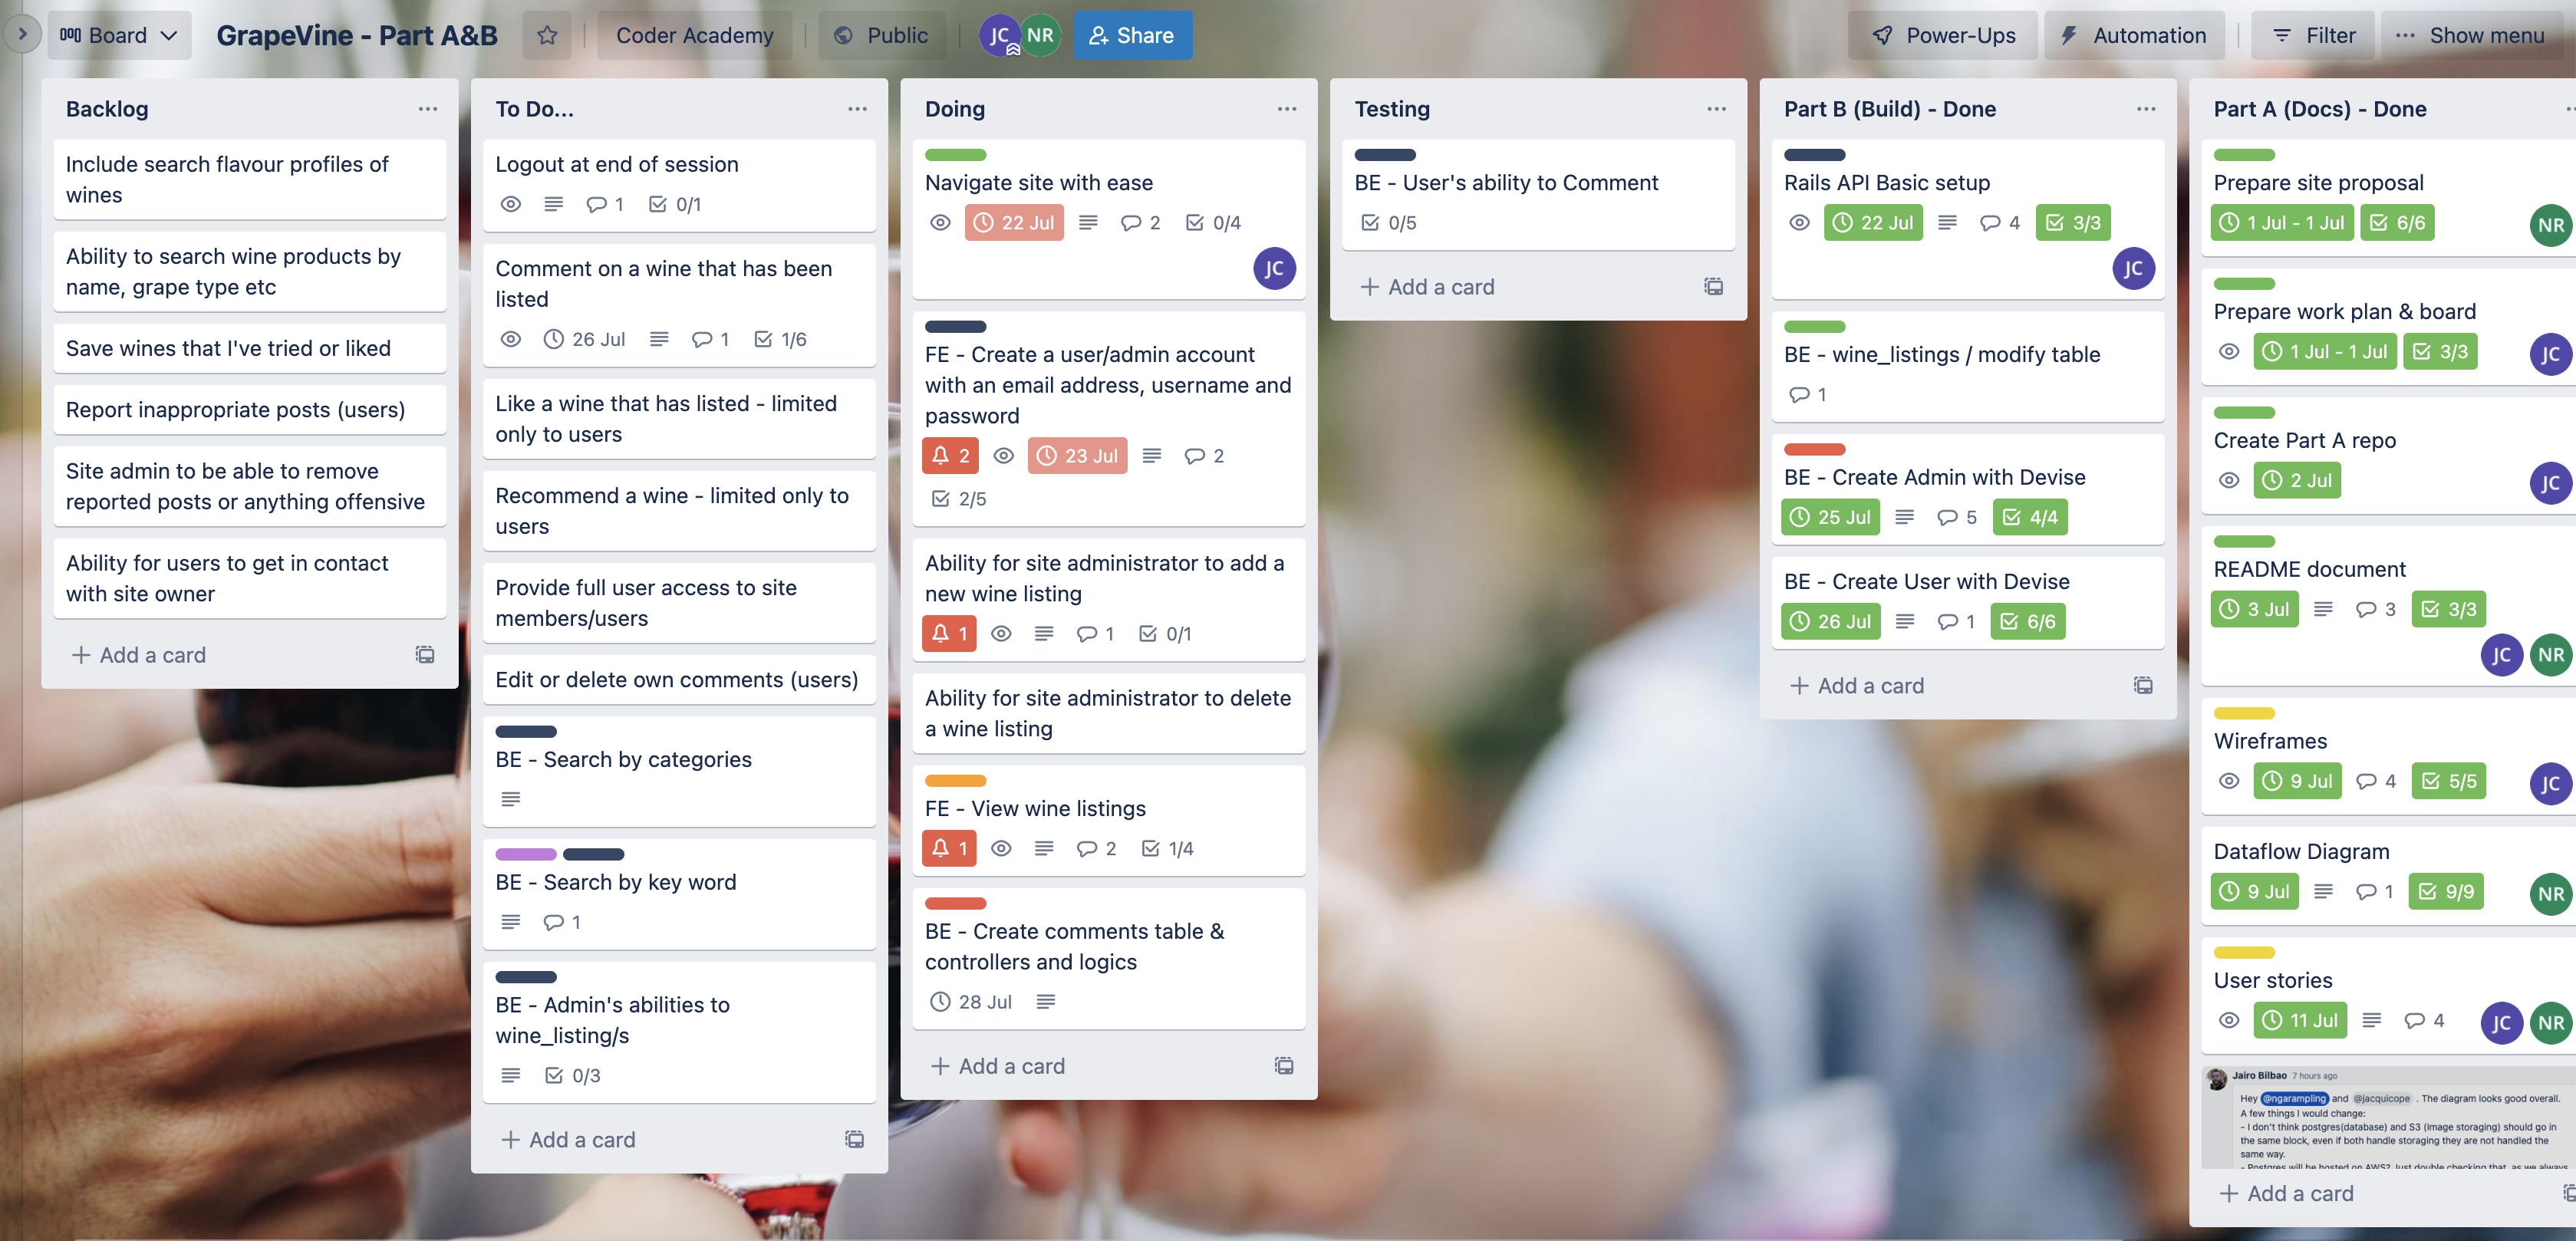 Board
GrapeVine - Part A&B
Coder Academy
Public
JC
NR
Share
Power-Ups
Automation
Filter
Show menu
Backlog
Include search flavour profiles of
wines
Ability to search wine products by
name, grape type etc
Save wines that I've tried or liked
Report inappropriate posts (users)
Site admin to be able to remove
reported posts or anything offensive
Ability for users to get in contact
with site owner
+ Add a card
To Do...
Logout at end of session
1 0/1
Comment on a wine that has been
listed
26 Jul 1 1/6
Like a wine that has listed - limited
only to users
Recommend a wine - limited only to
users
Provide full user access to site
members/users
Edit or delete own comments (users)
BE - Search by categories
BE - Search by key word
1
BE - Admin's abilities to
wine_listing/s
0/3
+ Add a card
Doing
Navigate site with ease
22 Jul 2 0/4
JC
FE - Create a user/admin account
with an email address, username and
password
2 23 Jul 2
2/5
Ability for site administrator to add a
new wine listing
1 1 0/1
Ability for site administrator to delete
a wine listing
FE - View wine listings
1 2 1/4
BE - Create comments table &
controllers and logics
28 Jul
+ Add a card
Testing
BE - User's ability to Comment
0/5
+ Add a card
Part B (Build) - Done
Rails API Basic setup
22 Jul 4 3/3
JC
BE - wine_listings / modify table
1
BE - Create Admin with Devise
25 Jul 5 4/4
BE - Create User with Devise
26 Jul 1 6/6
+ Add a card
Part A (Docs) - Done
Prepare site proposal
1 Jul - 1 Jul 6/6 NR
Prepare work plan & board
1 Jul - 1 Jul 3/3 JC
Create Part A repo
2 Jul JC
README document
3 Jul 3 3/3
JC NR
Wireframes
9 Jul 4 5/5 JC
Dataflow Diagram
9 Jul 1 9/9 NR
User stories
11 Jul 4 JC NR
Jairo Bilbao 7 hours ago
Hey @ngarampling and @jacquicope . The diagram looks good overall.
A few things I would change:
- I don't think postgres(database) and S3 (Image storaging) should go in
the same block, even if both handle storaging they are not handled the
same way.
- Postgres will be hosted on AWS? Just double checking that, as we always
+ Add a card